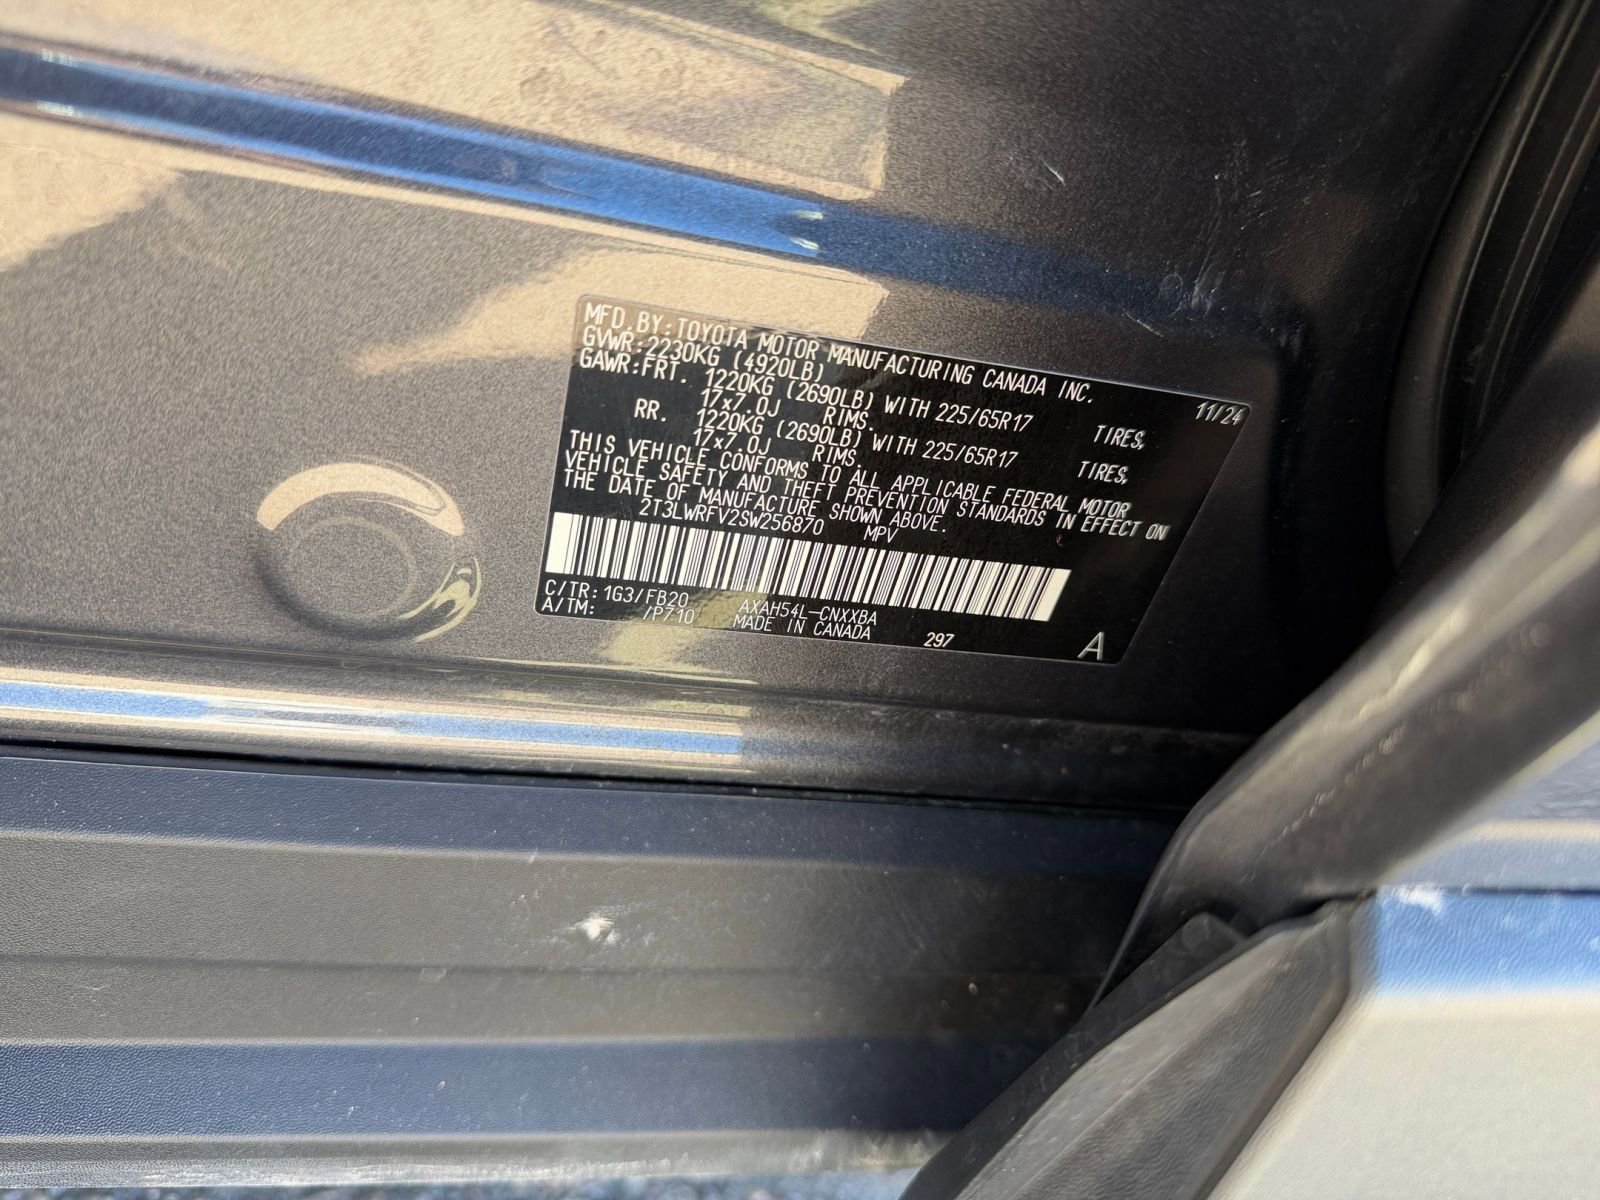 MFD.BY:TOYOTA MOTOR MANUFACTURING CANADA INC. 11/24
GVWR:2230KG (4920LB)
GAWR:FRT. 1220KG (2690LB) WITH 225/65R17 TIRES,
17x7.0J RIMS.
RR. 1220KG (2690LB) WITH 225/65R17 TIRES,
17x7.0J RIMS.
THIS VEHICLE CONFORMS TO ALL APPLICABLE FEDERAL MOTOR
VEHICLE SAFETY AND THEFT PREVENTION STANDARDS IN EFFECT ON
THE DATE OF MANUFACTURE SHOWN ABOVE.
2T3LWRFV2SW256870 MPV
C/TR:1G3/FB20 AXAH54L-CNXXBA
A/TM: /P710 MADE IN CANADA 297 A